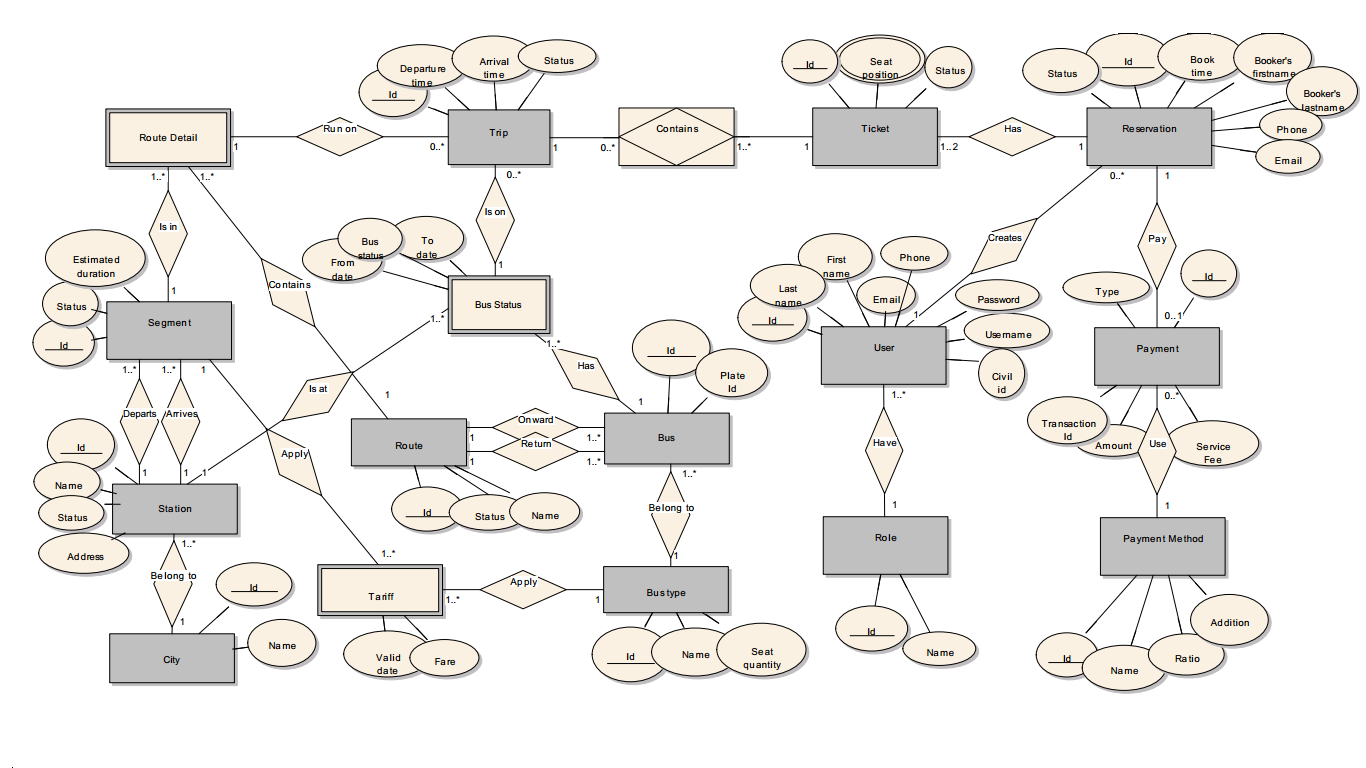 Departure
time
Arrival
time
Status
Id
Id
Seat
position
Status
Status
Id
Book
time
Booker's
firstname
Booker's
lastname
Phone
Email
Route Detail
1
Run on
0..*
Trip
1
0..*
Contains
1..*
Ticket
1..2
Has
1
1
Reservation
1..*
1..*
0..*
0..*
1
Is in
Is on
Creates
Pay
Estimated
duration
Status
Id
1
Segment
Contains
From
date
Bus
status
To
date
1
Bus Status
1..*
1..*
First
name
Phone
Last
name
Email
Id
Password
Username
Civil
id
1
User
Type
Id
0..1
Payment
1..*
1..*
1
Is at
Has
Id
Plate
Id
1..*
0..*
Departs
Arrives
1
1
Apply
Route
1
Onward
1..*
1
Return
1..*
Bus
Have
Transaction
Id
Amount
Use
Service
Fee
Id
Name
Status
Address
1
1
1
Station
Id
Status
Name
1..*
Belong to
1
1
1
1..*
Belong to
Id
Name
1
City
1..*
Tariff
1..*
Apply
1
Bus type
Role
Payment Method
Valid
date
Fare
Id
Name
Seat
quantity
Id
Name
Id
Name
Ratio
Addition